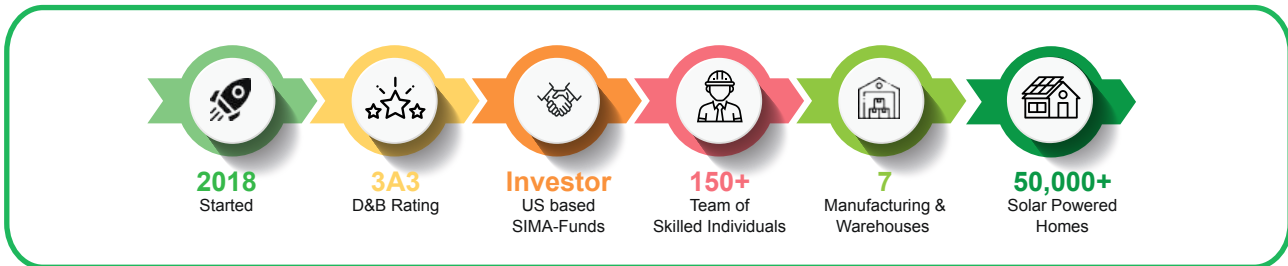 2018
Started
3A3
D&B Rating
Investor
US based
SIMA-Funds
150+
Team of
Skilled Individuals
7
Manufacturing &
Warehouses
50,000+
Solar Powered
Homes